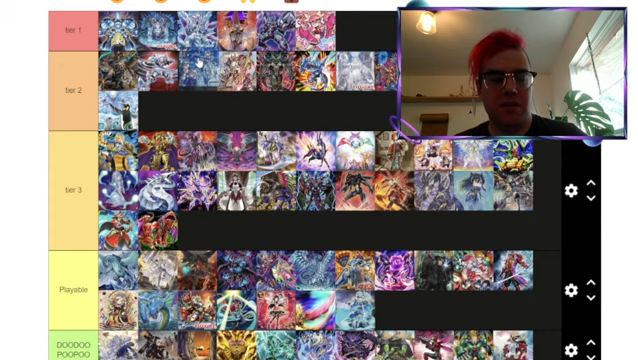 tier 1
tier 2
tier 3
Playable
DOODOO
POOPOO